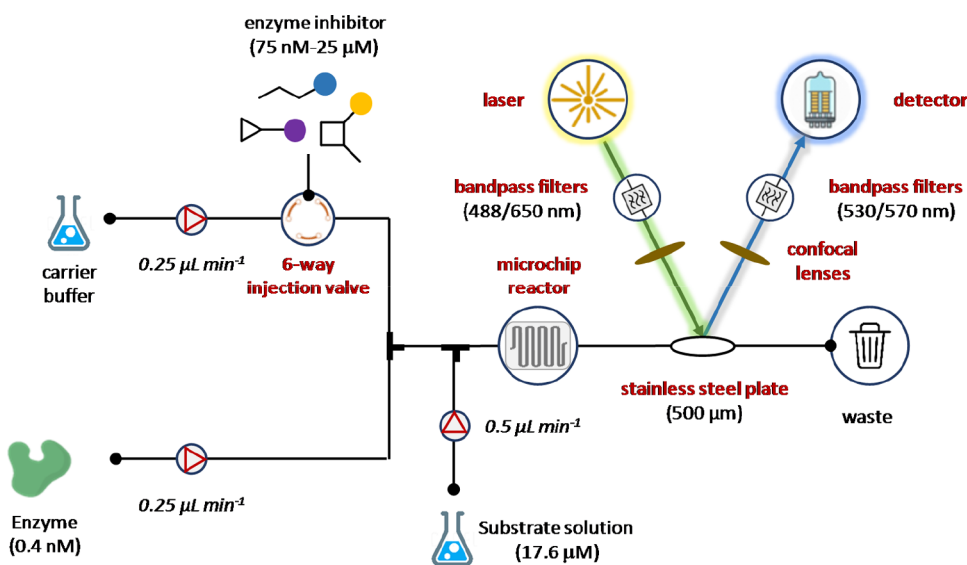 enzyme inhibitor
(75 nM-25 µM)
laser
detector
bandpass filters
(488/650 nm)
bandpass filters
(530/570 nm)
carrier
buffer
0.25 µL min⁻¹
6-way
injection valve
microchip
reactor
confocal
lenses
stainless steel plate
(500 µm)
waste
0.5 µL min⁻¹
Enzyme
(0.4 nM)
0.25 µL min⁻¹
Substrate solution
(17.6 µM)